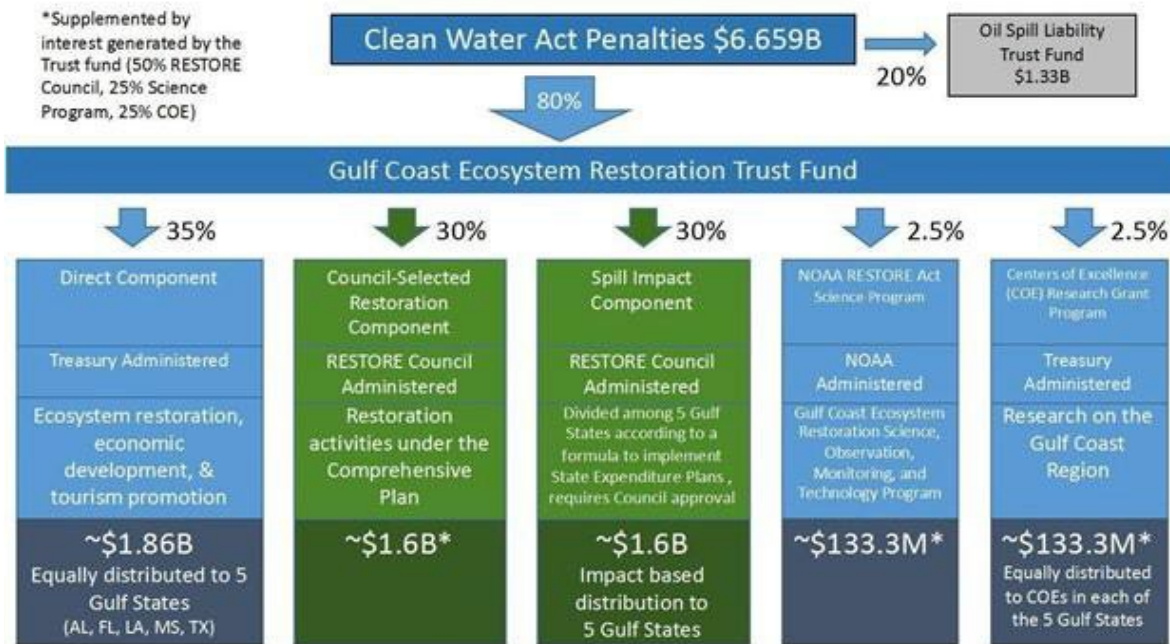 *Supplemented by
interest generated by the
Trust fund (50% RESTORE
Council, 25% Science
Program, 25% COE)
Clean Water Act Penalties $6.659B
20%
Oil Spill Liability
Trust Fund
$1.33B
80%
Gulf Coast Ecosystem Restoration Trust Fund
35%
30%
30%
2.5%
2.5%
Direct Component
Treasury Administered
Ecosystem restoration,
economic
development, &
tourism promotion
~$1.86B
Equally distributed to 5
Gulf States
(AL, FL, LA, MS, TX)
Council-Selected
Restoration
Component
RESTORE Council
Administered
Restoration
activities under the
Comprehensive
Plan
~$1.6B*
Spill Impact
Component
RESTORE Council
Administered
Divided among 5 Gulf
States according to a
formula to implement
State Expenditure Plans ,
requires Council approval
~$1.6B
Impact based
distribution to
5 Gulf States
NOAA RESTORE Act
Science Program
NOAA
Administered
Gulf Coast Ecosystem
Restoration Science,
Observation,
Monitoring, and
Technology Program
~$133.3M*
Centers of Excellence
(COE) Research Grant
Program
Treasury
Administered
Research on the
Gulf Coast
Region
~$133.3M*
Equally distributed
to COEs in each of
the 5 Gulf States